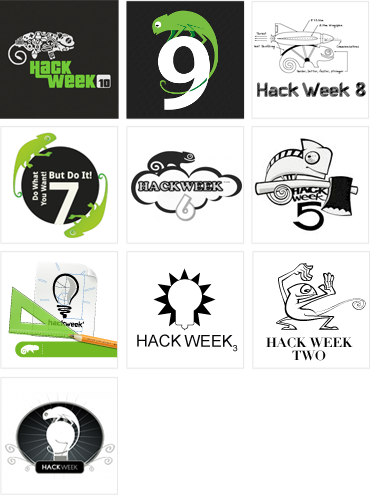 HACK
WEEK 10
9
Hack Week 8
Do What
You Want!
But Do It!
7
HACKWEEK
6
HACK
Week
5
hackweek
HACK WEEK 3
HACK WEEK
TWO
HACKWEEK